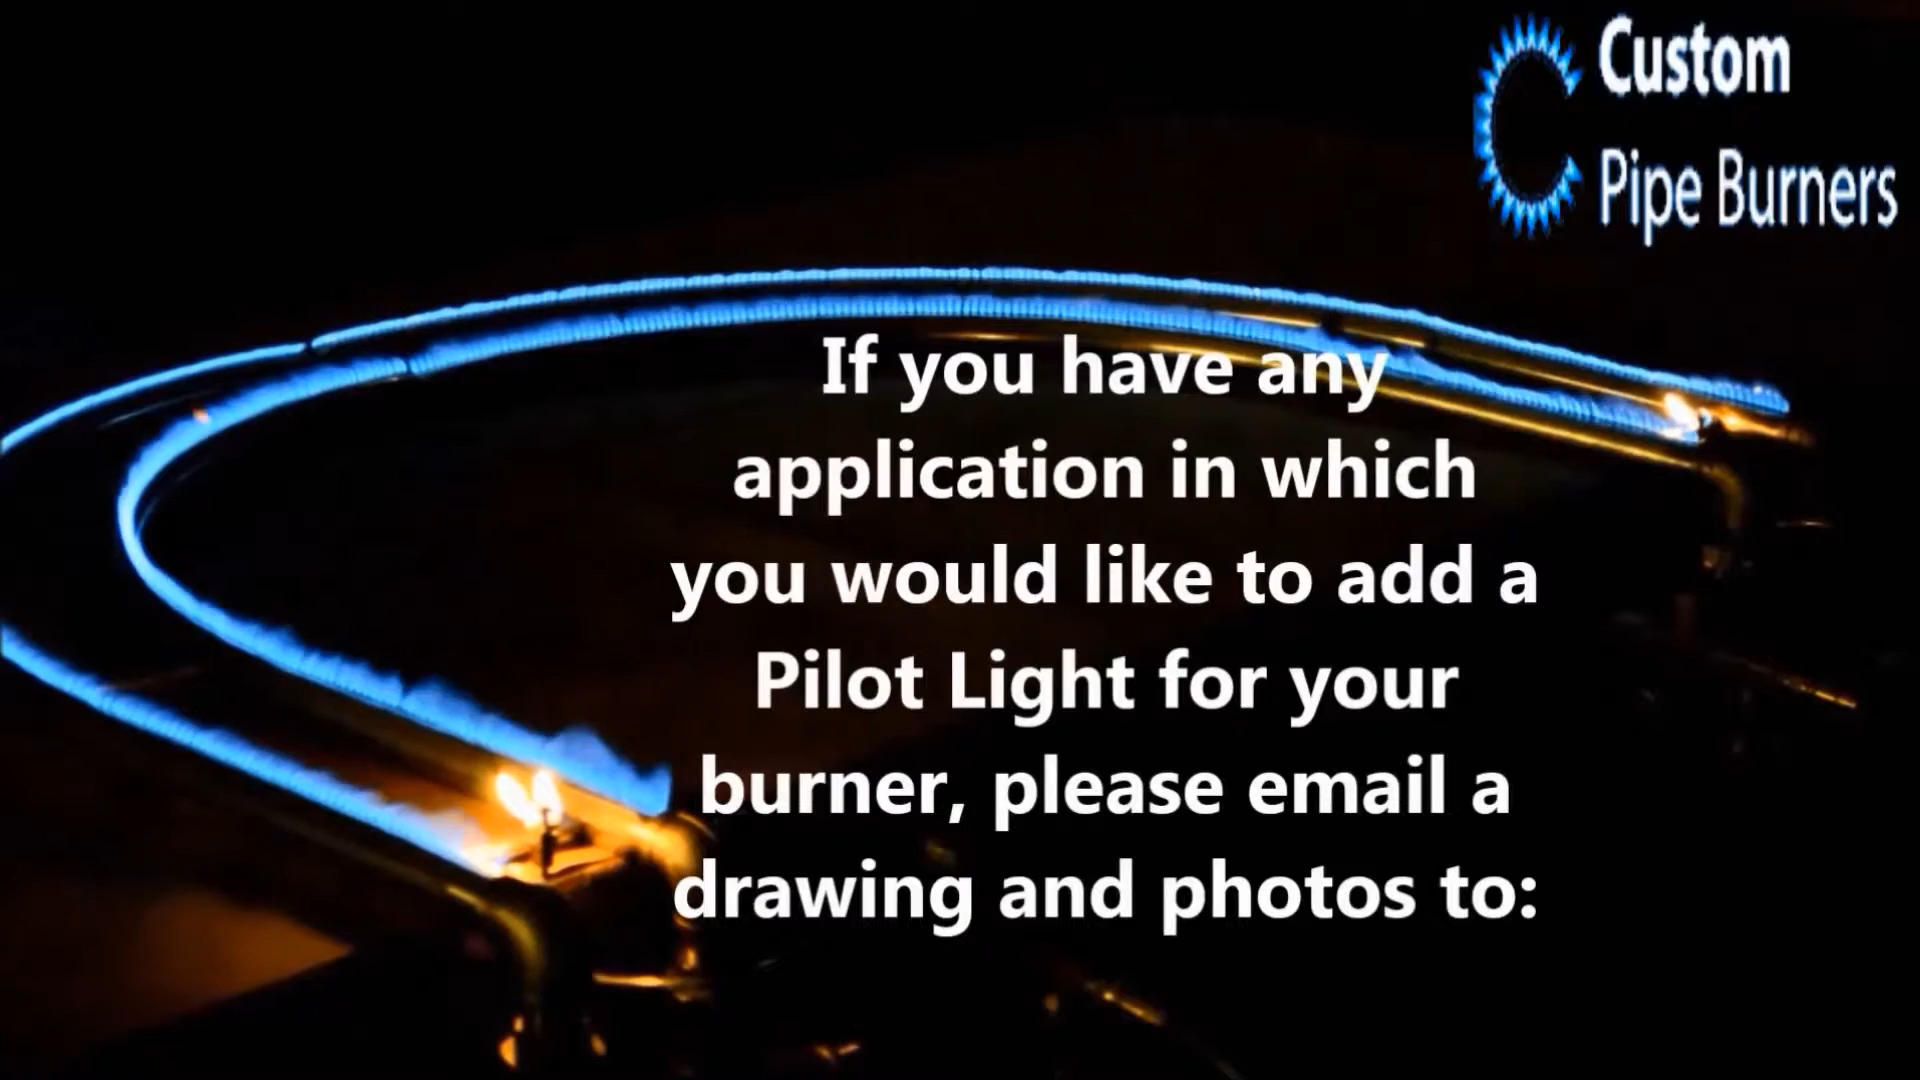 Custom
Pipe Burners
If you have any
application in which
you would like to add a
Pilot Light for your
burner, please email a
drawing and photos to: